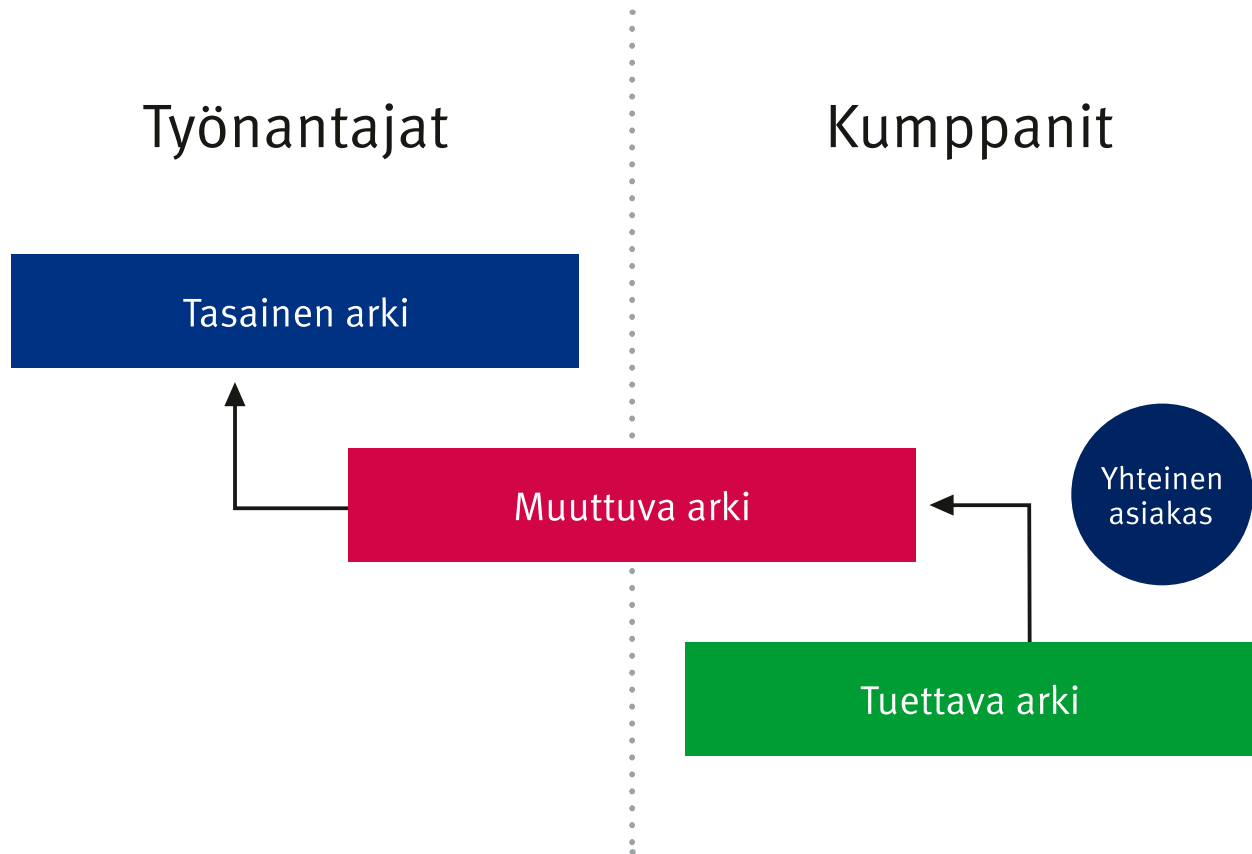 Työnantajat
Kumppanit
Tasainen arki
Muuttuva arki
Yhteinen
asiakas
Tuettava arki